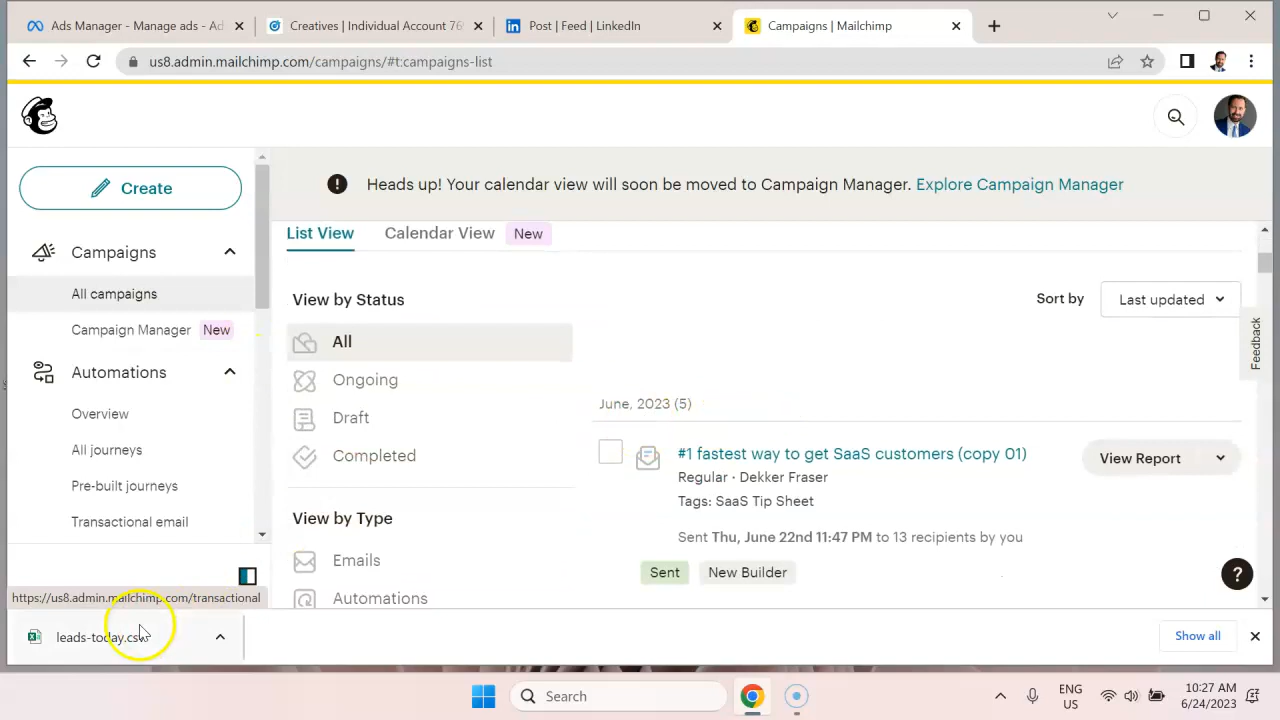 Ads Manager - Manage ads - Ad
Creatives | Individual Account 76
Post | Feed | LinkedIn
Campaigns | Mailchimp
us8.admin.mailchimp.com/campaigns/#t:campaigns-list
Create
Heads up! Your calendar view will soon be moved to Campaign Manager. Explore Campaign Manager
List View
Calendar View
New
Campaigns
All campaigns
Campaign Manager
New
Automations
Overview
All journeys
Pre-built journeys
Transactional email
View by Status
All
Ongoing
Draft
Completed
View by Type
Emails
Automations
Sort by
Last updated
June, 2023 (5)
#1 fastest way to get SaaS customers (copy 01)
Regular · Dekker Fraser
Tags: SaaS Tip Sheet
Sent Thu, June 22nd 11:47 PM to 13 recipients by you
Sent
New Builder
View Report
Feedback
?
https://us8.admin.mailchimp.com/transactional
leads-today.csv
Show all
Search
ENG
US
10:27 AM
6/24/2023